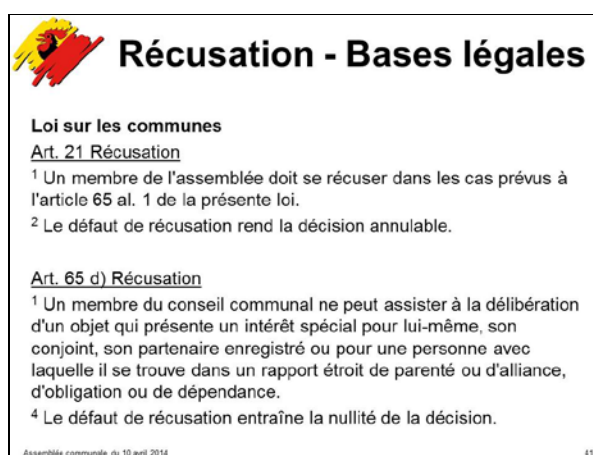 Récusation - Bases légales
Loi sur les communes
Art. 21 Récusation
1 Un membre de l'assemblée doit se récuser dans les cas prévus à
l'article 65 al. 1 de la présente loi.
2 Le défaut de récusation rend la décision annulable.
Art. 65 d) Récusation
1 Un membre du conseil communal ne peut assister à la délibération
d'un objet qui présente un intérêt spécial pour lui-même, son
conjoint, son partenaire enregistré ou pour une personne avec
laquelle il se trouve dans un rapport étroit de parenté ou d'alliance,
d'obligation ou de dépendance.
4 Le défaut de récusation entraîne la nullité de la décision.
Assemblée communale du 10 avril 2014
41